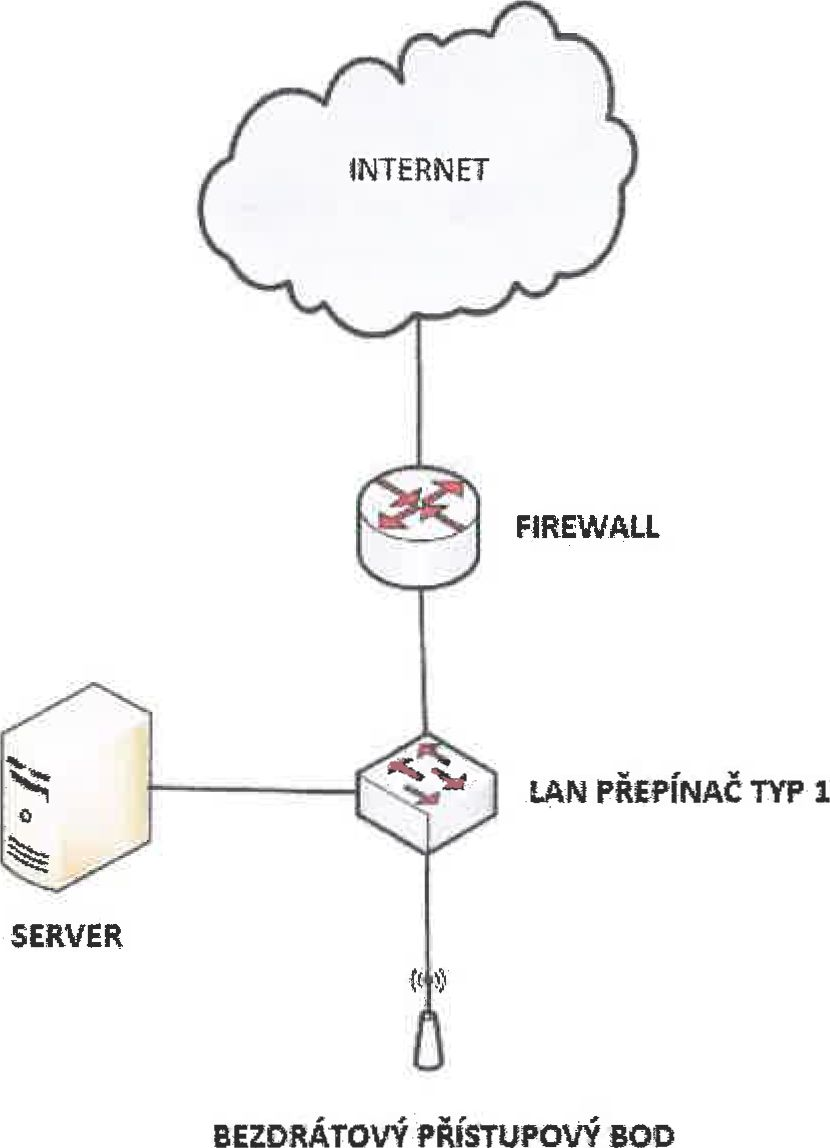 INTERNET
FIREWALL
LAN PŘEPÍNAČ TYP 1
SERVER
BEZDRÁTOVÝ PŘÍSTUPOVÝ BOD